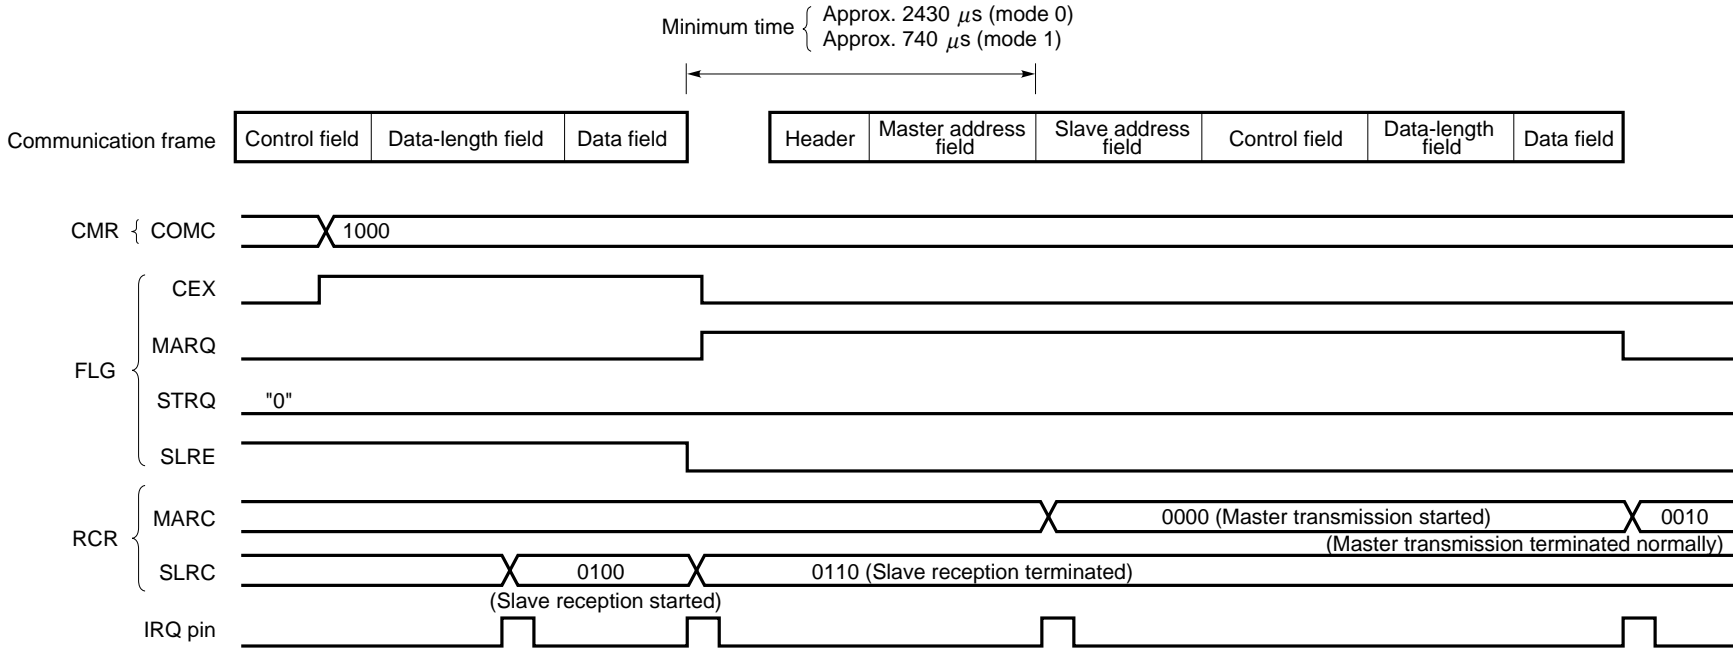 Minimum time
Approx. 2430 μs (mode 0)
Approx. 740 μs (mode 1)
Communication frame
Control field
Data-length field
Data field
Header
Master address
field
Slave address
field
Control field
Data-length
field
Data field
CMR
COMC
1000
FLG
CEX
MARQ
STRQ
"0"
SLRE
RCR
MARC
0000 (Master transmission started)
0010
(Master transmission terminated normally)
SLRC
0100
0110 (Slave reception terminated)
(Slave reception started)
IRQ pin